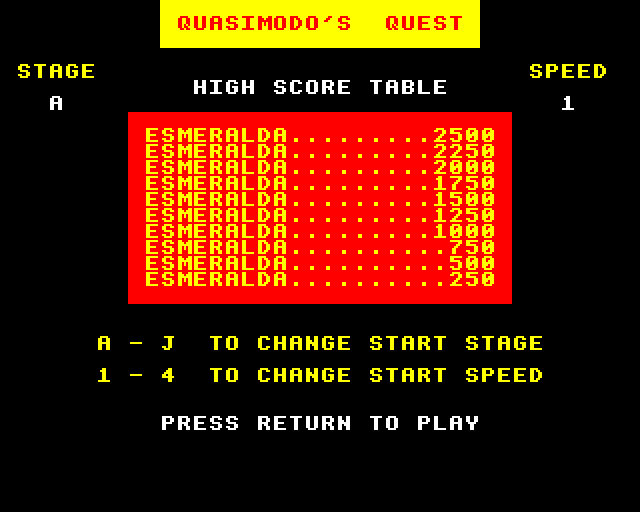 QUASIMODO'S QUEST
STAGE
SPEED
HIGH SCORE TABLE
A
1
ESMERALDA.........2500
ESMERALDA.........2250
ESMERALDA.........2000
ESMERALDA.........1750
ESMERALDA.........1500
ESMERALDA.........1250
ESMERALDA.........1000
ESMERALDA..........750
ESMERALDA..........500
ESMERALDA..........250
A - J TO CHANGE START STAGE
1 - 4 TO CHANGE START SPEED
PRESS RETURN TO PLAY